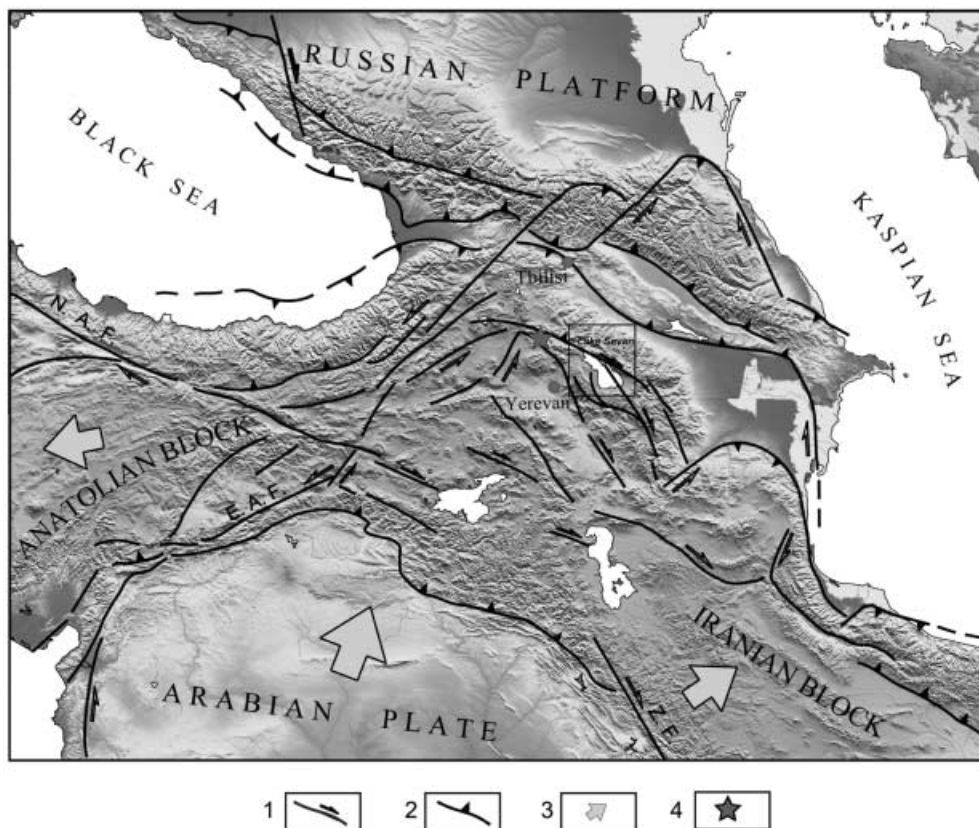 RUSSIAN PLATFORM
BLACK SEA
KASPIAN SEA
Tbilisi
N.A.F.
Lake Sevan
Yerevan
ANATOLIAN BLOCK
E.A.F.
IRANIAN BLOCK
ARABIAN PLATE
1
2
3
4